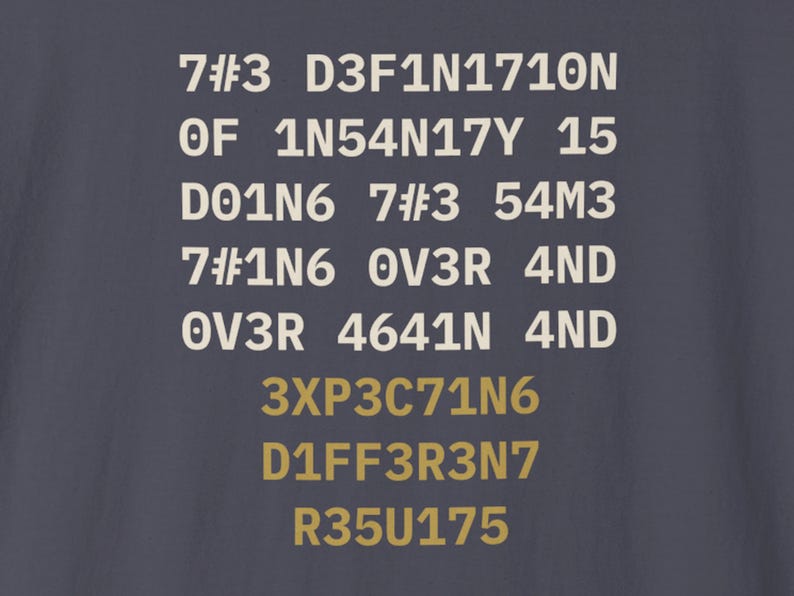 7#3 D3F1N1710N
0F 1N54N17Y 15
D01N6 7#3 54M3
7#1N6 0V3R 4ND
0V3R 4641N 4ND
3XP3C71N6
D1FF3R3N7
R35U175